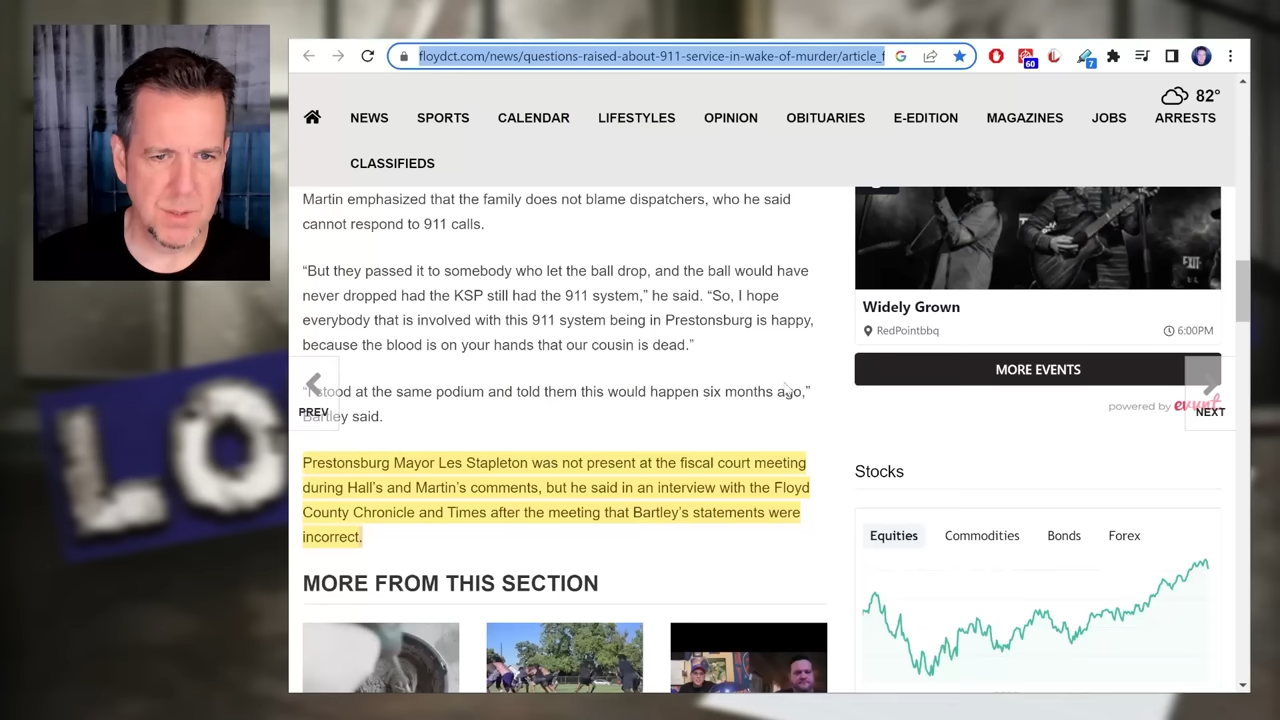 floydct.com/news/questions-raised-about-911-service-in-wake-of-murder/article_
60
7
82°
NEWS
SPORTS
CALENDAR
LIFESTYLES
OPINION
OBITUARIES
E-EDITION
MAGAZINES
JOBS
ARRESTS
CLASSIFIEDS
Martin emphasized that the family does not blame dispatchers, who he said
cannot respond to 911 calls.
“But they passed it to somebody who let the ball drop, and the ball would have
never dropped had the KSP still had the 911 system,” he said. “So, I hope
everybody that is involved with this 911 system being in Prestonsburg is happy,
because the blood is on your hands that our cousin is dead.”
“I stood at the same podium and told them this would happen six months ago,”
Bartley said.
PREV
Prestonsburg Mayor Les Stapleton was not present at the fiscal court meeting
during Hall’s and Martin’s comments, but he said in an interview with the Floyd
County Chronicle and Times after the meeting that Bartley’s statements were
incorrect.
MORE FROM THIS SECTION
EXIT
Widely Grown
RedPointbbq
6:00PM
MORE EVENTS
powered by evvnt
NEXT
Stocks
Equities
Commodities
Bonds
Forex
LO